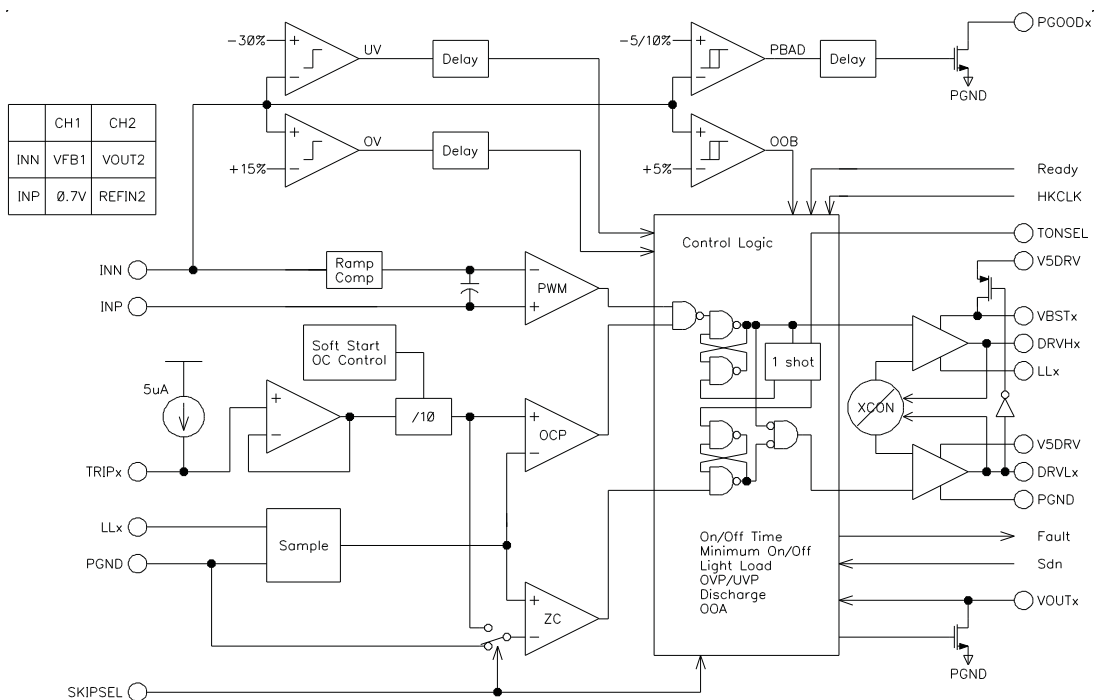 PGOODx
-30%
+
-
UV
Delay
-5/10%
+
-
PBAD
Delay
PGND
CH1 CH2
INN VFB1 VOUT2
INP 0.7V REFIN2
+
-
+15%
OV
Delay
+
-
+5%
OOB
Ready
HKCLK
Control Logic
TONSEL
INN
Ramp
Comp
-
+
PWM
V5DRV
INP
VBSTx
DRVHx
Soft Start
OC Control
1 shot
LLx
5uA
+
-
/10
+
-
OCP
XCON
V5DRV
TRIPx
DRVLx
PGND
LLx
Sample
PGND
On/Off Time
Minimum On/Off
Light Load
OVP/UVP
Discharge
OOA
Fault
Sdn
+
-
ZC
VOUTx
PGND
SKIPSEL